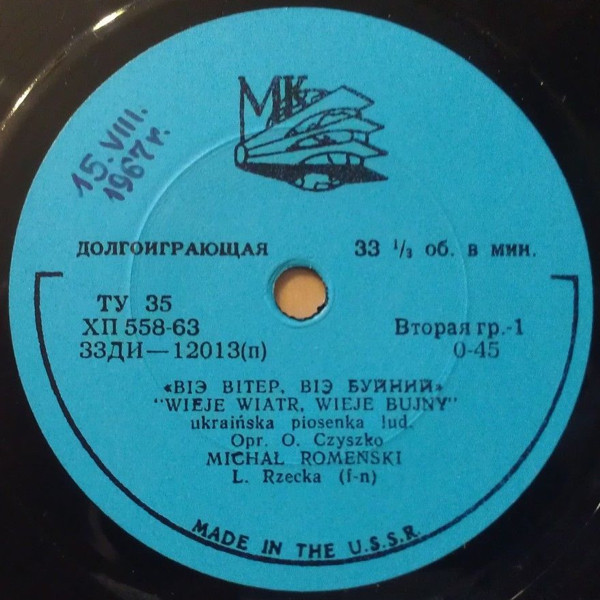 МК
15. VIII.
1967 г.
ДОЛГОИГРАЮЩАЯ 33 ⅓ об. в мин.
ТУ 35
ХП 558-63 Вторая гр.-1
33ДИ—12013(п) 0-45
«ВІЭ ВІТЕР, ВІЭ БУЙНИЙ»
"WIEJE WIATR, WIEJE BUJNY"
ukraińska piosenka lud.
Opr. O. Czyszko
MICHAŁ ROMEŃSKI
L. Rzecka (f-n)
MADE IN THE U.S.S.R.